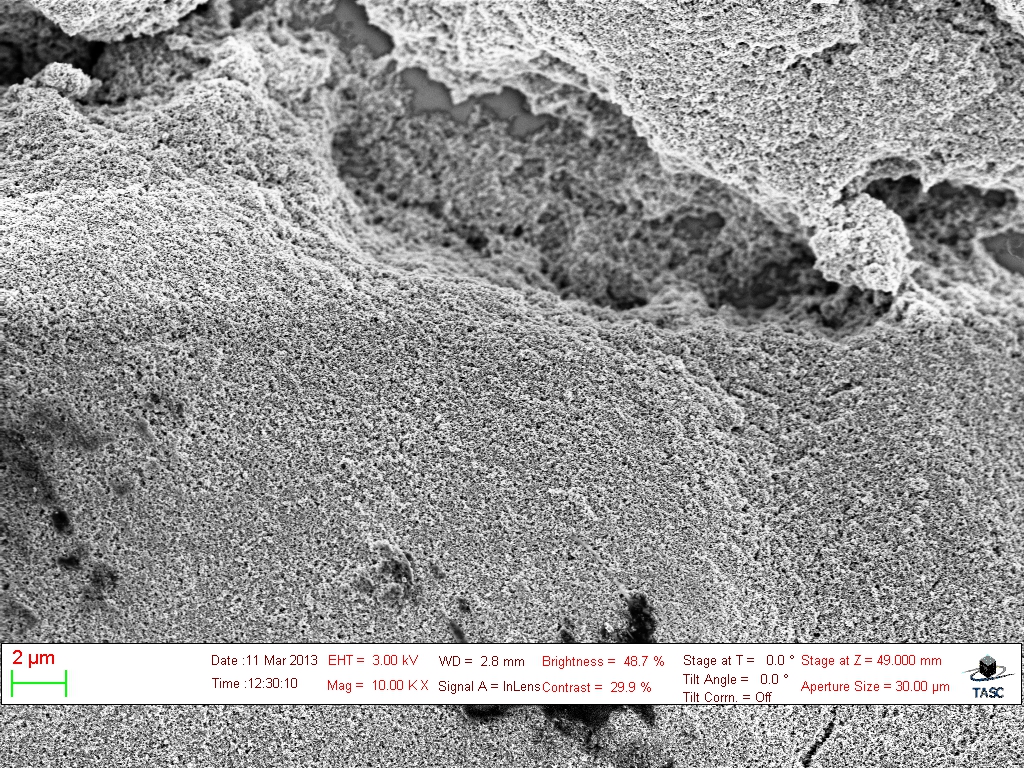 2 µm
Date :11 Mar 2013 EHT = 3.00 kV WD = 2.8 mm Brightness = 48.7 % Stage at T = 0.0 ° Stage at Z = 49.000 mm
Time :12:30:10 Mag = 10.00 K X Signal A = InLens Contrast = 29.9 % Tilt Angle = 0.0 ° Aperture Size = 30.00 µm
Tilt Corrn. = Off
TASC